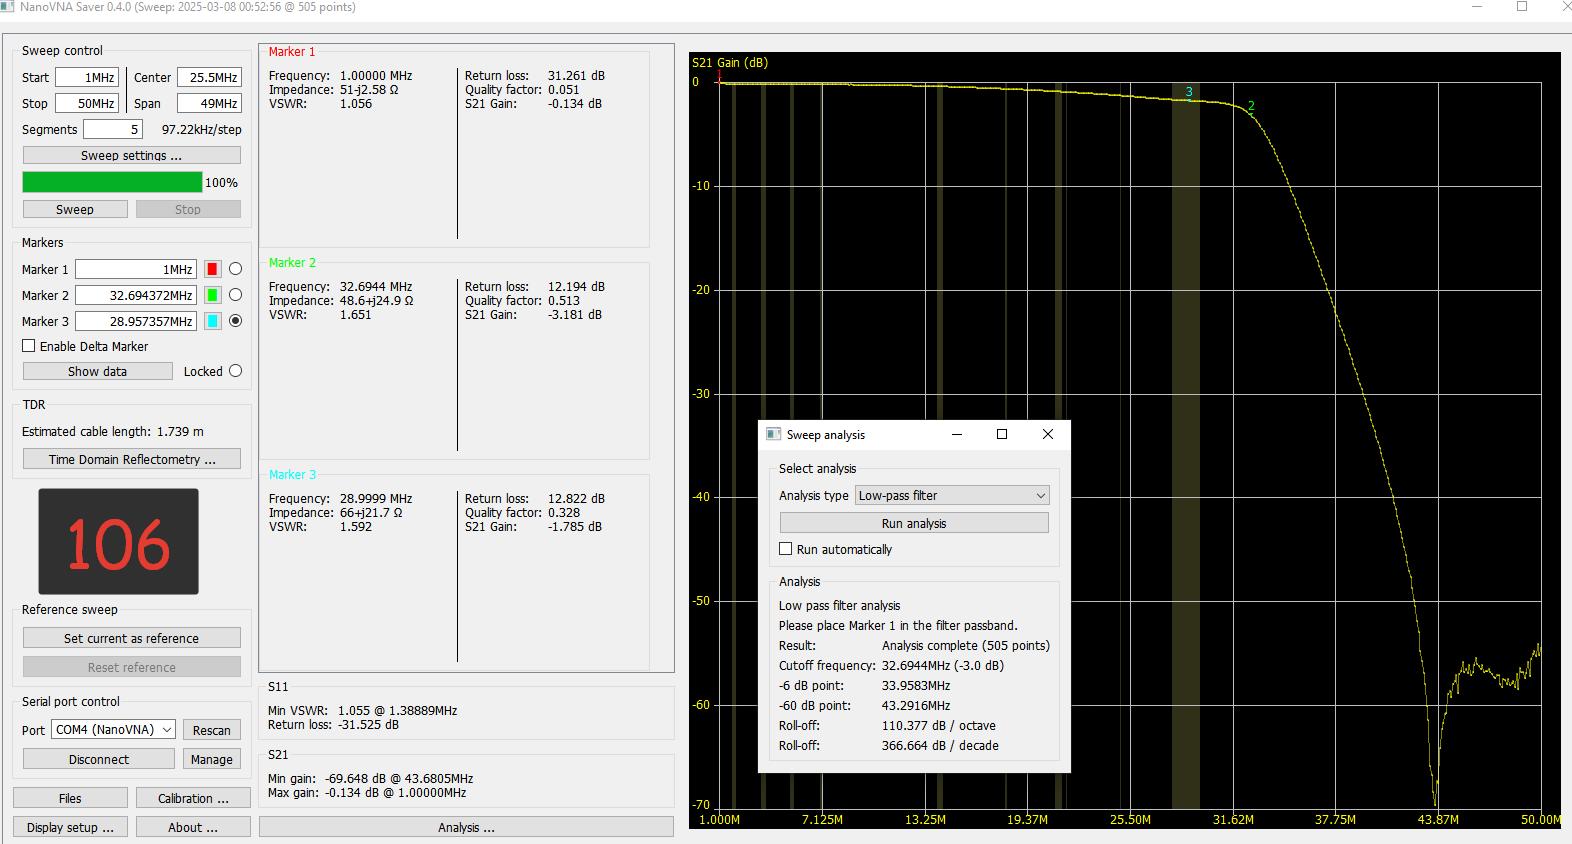 NanoVNA Saver 0.4.0 (Sweep: 2025-03-08 00:52:56 @ 505 points)
Sweep control
Start 1MHz Center 25.5MHz
Stop 50MHz Span 49MHz
Segments 5 97.22kHz/step
Sweep settings ...
100%
Sweep Stop
Markers
Marker 1 1MHz
Marker 2 32.694372MHz
Marker 3 28.957357MHz
Enable Delta Marker
Show data Locked
TDR
Estimated cable length: 1.739 m
Time Domain Reflectometry ...
106
Reference sweep
Set current as reference
Reset reference
Serial port control
Port COM4 (NanoVNA) Rescan
Disconnect Manage
Files Calibration ...
Display setup ... About ...
Marker 1
Frequency: 1.00000 MHz Return loss: 31.261 dB
Impedance: 51-j2.58 Ω Quality factor: 0.051
VSWR: 1.056 S21 Gain: -0.134 dB
Marker 2
Frequency: 32.6944 MHz Return loss: 12.194 dB
Impedance: 48.6+j24.9 Ω Quality factor: 0.513
VSWR: 1.651 S21 Gain: -3.181 dB
Marker 3
Frequency: 28.9999 MHz Return loss: 12.822 dB
Impedance: 66+j21.7 Ω Quality factor: 0.328
VSWR: 1.592 S21 Gain: -1.785 dB
S11
Min VSWR: 1.055 @ 1.38889MHz
Return loss: -31.525 dB
S21
Min gain: -69.648 dB @ 43.6805MHz
Max gain: -0.134 dB @ 1.00000MHz
Analysis ...
S21 Gain (dB)
1
3
2
0
-10
-20
-30
-40
-50
-60
-70
1.000M 7.125M 13.25M 19.37M 25.50M 31.62M 37.75M 43.87M 50.00M
Sweep analysis
Select analysis
Analysis type Low-pass filter
Run analysis
Run automatically
Analysis
Low pass filter analysis
Please place Marker 1 in the filter passband.
Result: Analysis complete (505 points)
Cutoff frequency: 32.6944MHz (-3.0 dB)
-6 dB point: 33.9583MHz
-60 dB point: 43.2916MHz
Roll-off: 110.377 dB / octave
Roll-off: 366.664 dB / decade